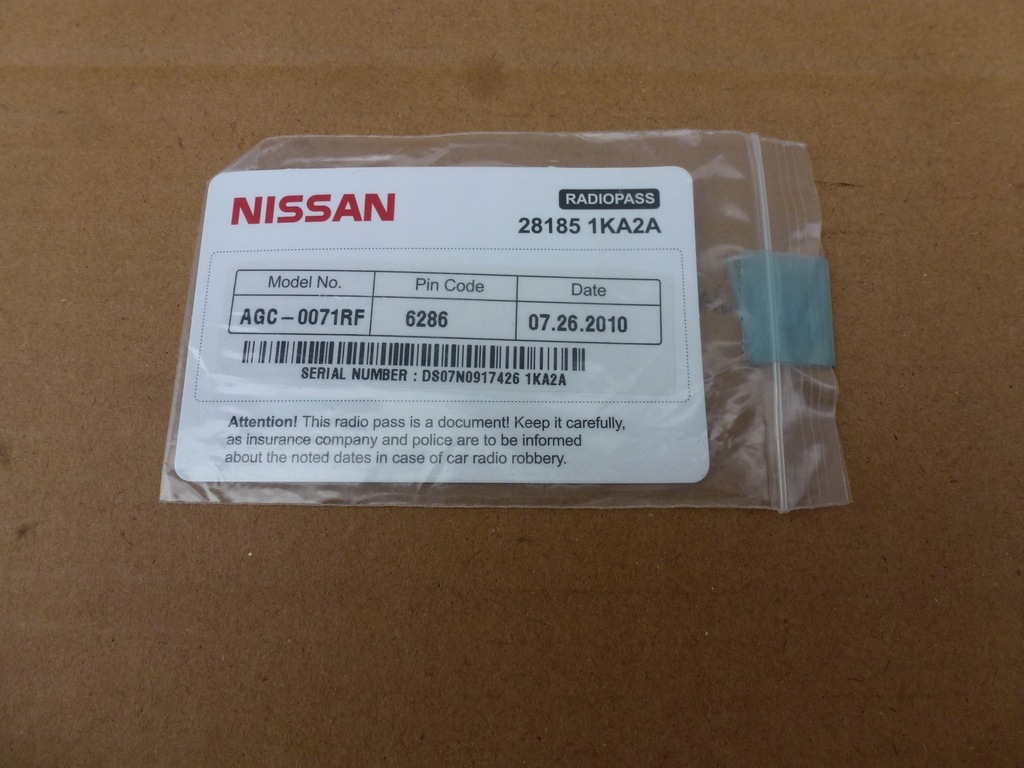 NISSAN
RADIOPASS
28185 1KA2A
Model No. Pin Code Date
AGC-0071RF 6286 07.26.2010
SERIAL NUMBER : DS07N0917426 1KA2A
Attention! This radio pass is a document! Keep it carefully,
as insurance company and police are to be informed
about the noted dates in case of car radio robbery.